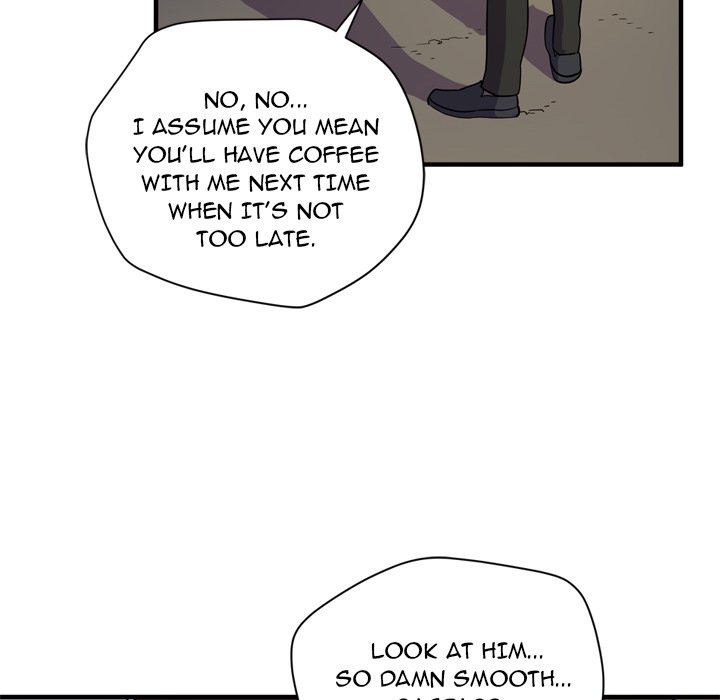 NO, NO...
I ASSUME YOU MEAN
YOU'LL HAVE COFFEE
WITH ME NEXT TIME
WHEN IT'S NOT
TOO LATE.
LOOK AT HIM...
SO DAMN SMOOTH...